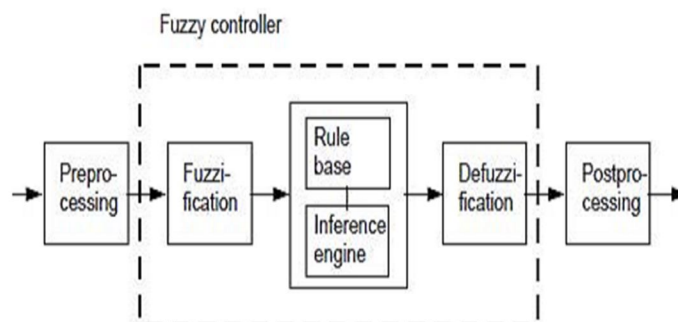 Fuzzy controller
Prepro-
cessing
Fuzzi-
fication
Rule
base
Inference
engine
Defuzzi-
fication
Postpro-
cessing